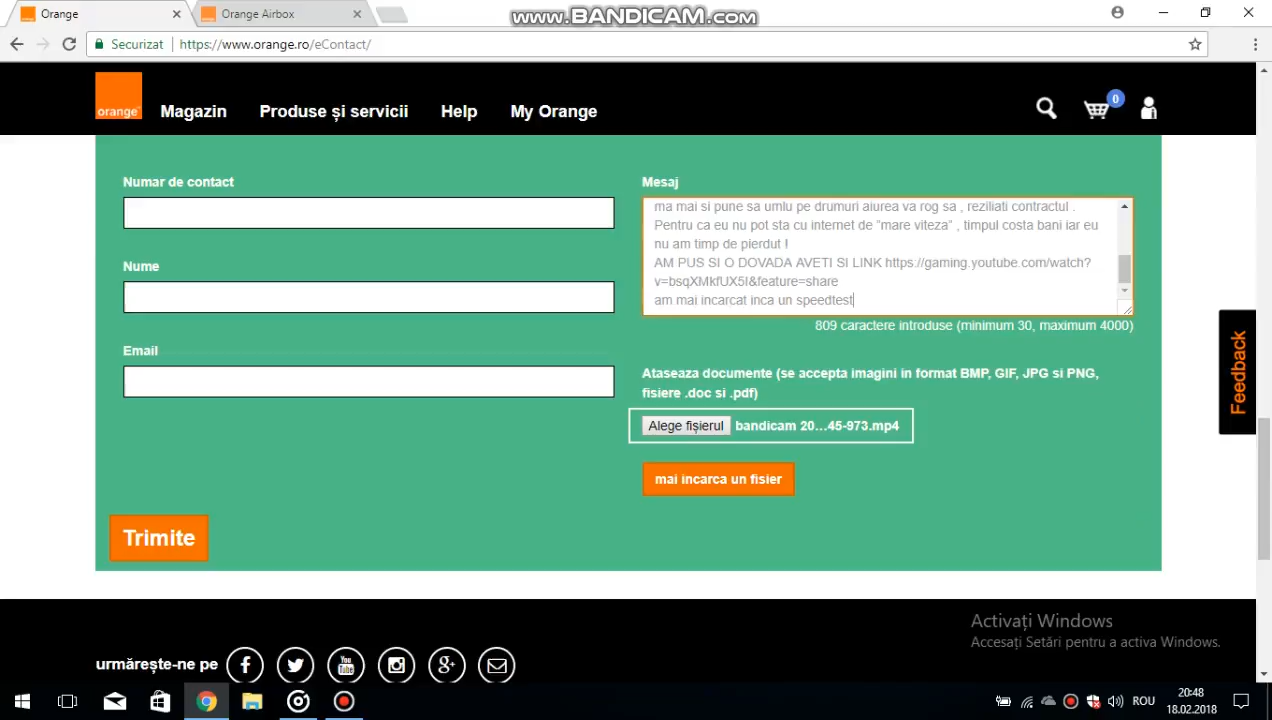 Orange
Orange Airbox
www.BANDICAM.com
Securizat
https://www.orange.ro/eContact/
orange
Magazin
Produse și servicii
Help
My Orange
0
Numar de contact
Nume
Email
Mesaj
ma mai si pune sa umlu pe drumuri aiurea va rog sa , reziliati contractul .
Pentru ca eu nu pot sta cu internet de "mare viteza" , timpul costa bani iar eu
nu am timp de pierdut !
AM PUS SI O DOVADA AVETI SI LINK https://gaming.youtube.com/watch?
v=bsqXMkfUX5I&feature=share
am mai incarcat inca un speedtest
809 caractere introduse (minimum 30, maximum 4000)
Ataseaza documente (se accepta imagini in format BMP, GIF, JPG si PNG,
fisiere .doc si .pdf)
Alege fișierul
bandicam 20...45-973.mp4
mai incarca un fisier
Trimite
Feedback
Activați Windows
Accesați Setări pentru a activa Windows.
urmărește-ne pe
You
Tube
g+
ROU
20:48
18.02.2018